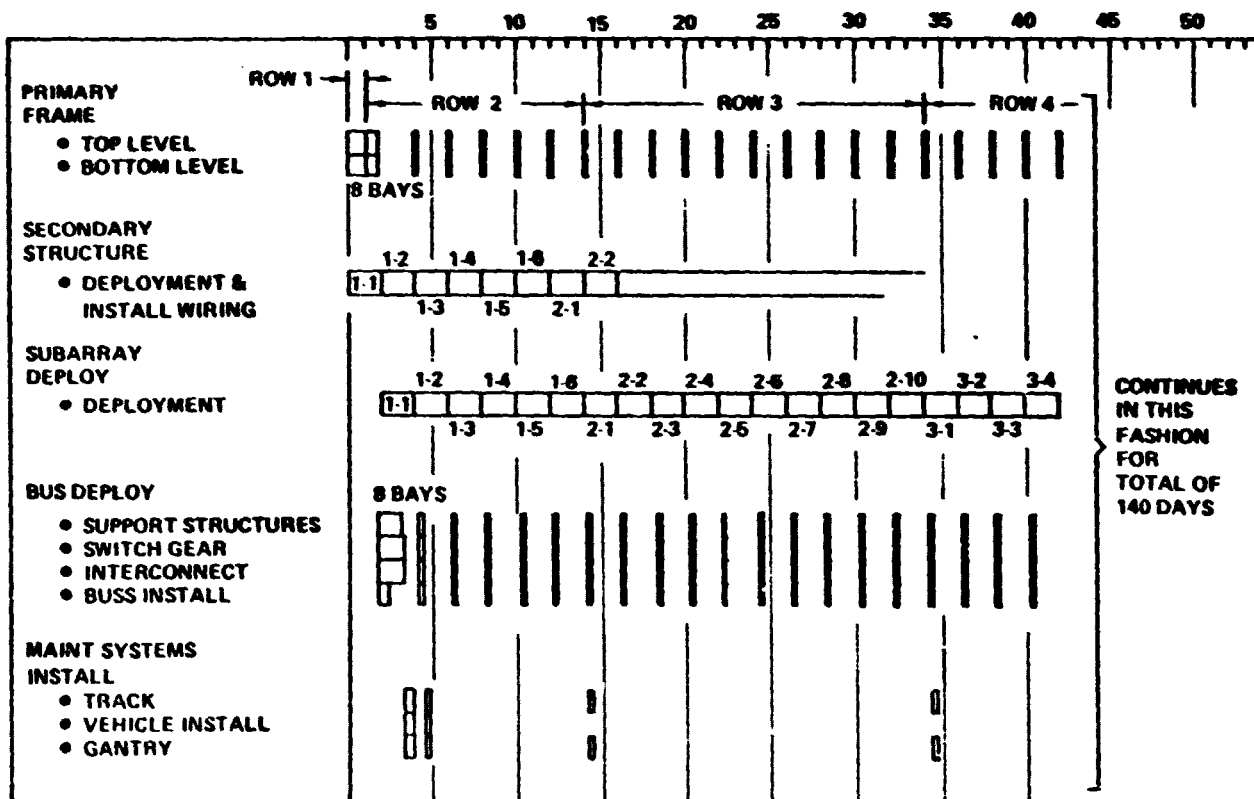 5 10 15 20 25 30 35 40 45 50
ROW 1
ROW 2 ROW 3 ROW 4
PRIMARY
FRAME
• TOP LEVEL
• BOTTOM LEVEL
8 BAYS
SECONDARY
STRUCTURE
1-2 1-4 1-6 2-2
• DEPLOYMENT &
INSTALL WIRING
1-1
1-3 1-5 2-1
SUBARRAY
DEPLOY
1-2 1-4 1-6 2-2 2-4 2-6 2-8 2-10 3-2 3-4
• DEPLOYMENT
1-1
1-3 1-5 2-1 2-3 2-5 2-7 2-9 3-1 3-3
CONTINUES
IN THIS
FASHION
FOR
TOTAL OF
140 DAYS
BUS DEPLOY
8 BAYS
• SUPPORT STRUCTURES
• SWITCH GEAR
• INTERCONNECT
• BUSS INSTALL
MAINT SYSTEMS
INSTALL
• TRACK
• VEHICLE INSTALL
• GANTRY